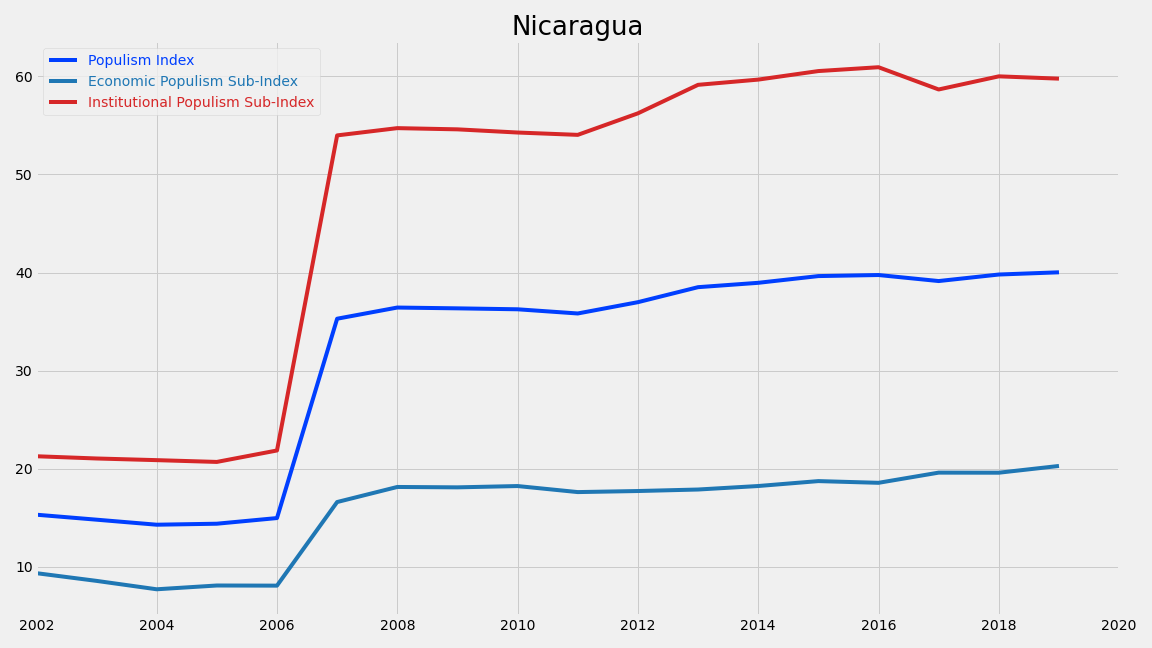 Nicaragua
Populism Index
Economic Populism Sub-Index
Institutional Populism Sub-Index
60
50
40
30
20
10
2002 2004 2006 2008 2010 2012 2014 2016 2018 2020